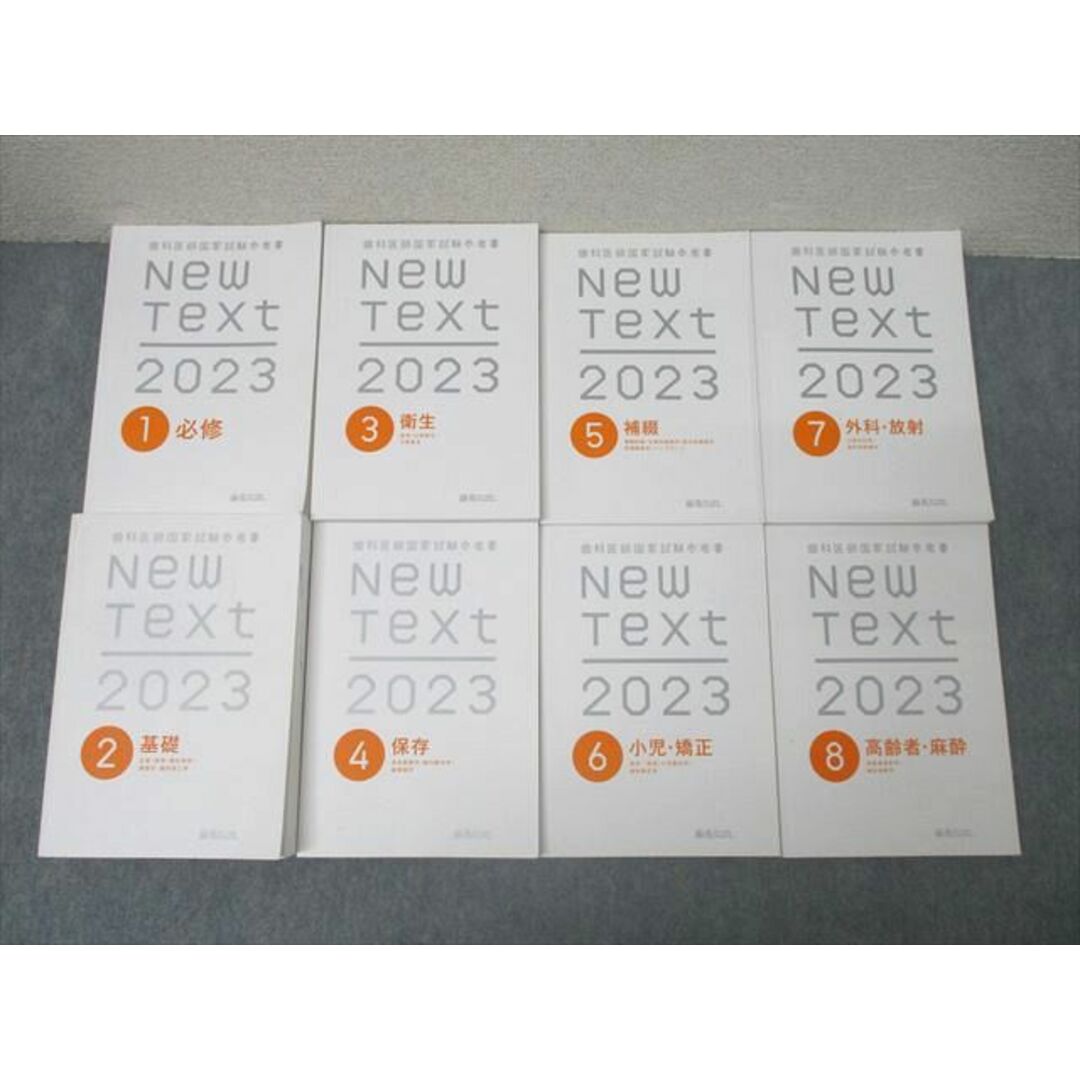 歯科医師国家試験参考書
New
Text
2023
1 必修
歯科医師国家試験参考書
New
Text
2023
3 衛生
歯科医師国家試験参考書
New
Text
2023
5 補綴
歯科医師国家試験参考書
New
Text
2023
7 外科・放射
歯科医師国家試験参考書
New
Text
2023
2 基礎
歯科医師国家試験参考書
New
Text
2023
4 保存
歯科医師国家試験参考書
New
Text
2023
6 小児・矯正
歯科医師国家試験参考書
New
Text
2023
8 高齢者・麻酔